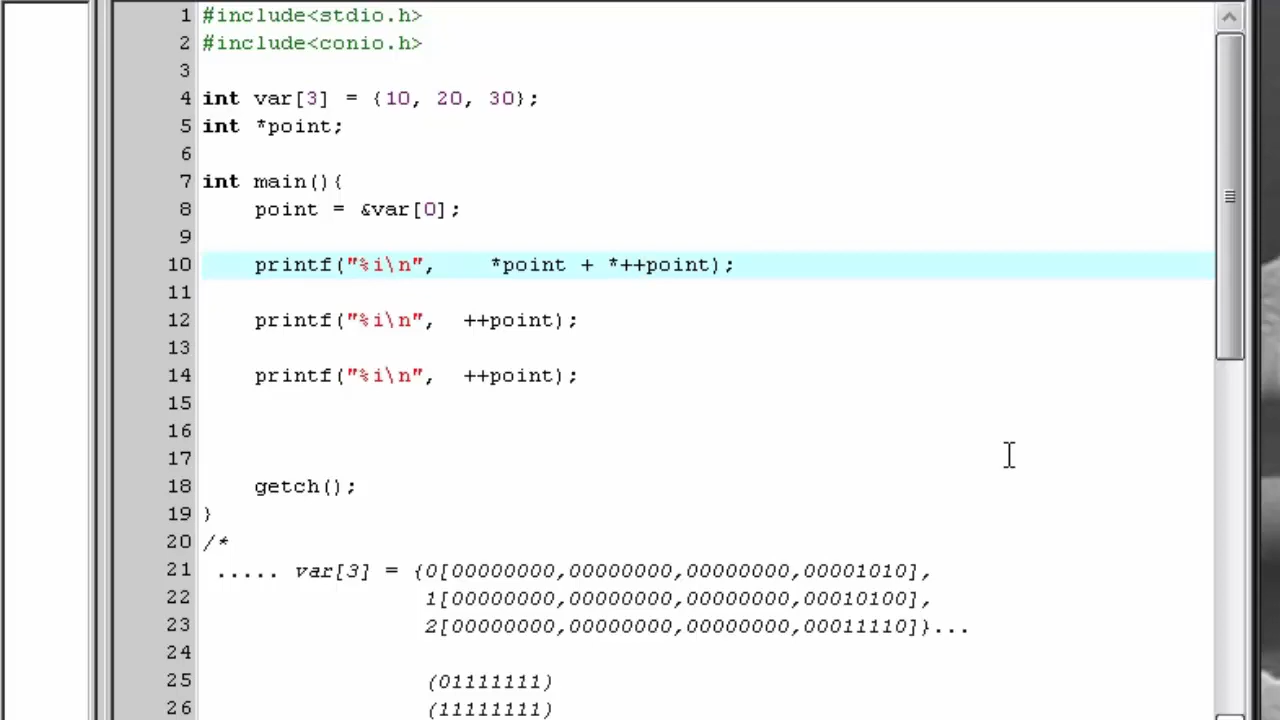 1 #include<stdio.h>
2 #include<conio.h>
3
4 int var[3] = {10, 20, 30};
5 int *point;
6
7 int main(){
8 point = &var[0];
9
10 printf("%i\n", *point + *++point);
11
12 printf("%i\n", ++point);
13
14 printf("%i\n", ++point);
15
16
17
18 getch();
19 }
20 /*
21 ..... var[3] = {0[00000000,00000000,00000000,00001010],
22 1[00000000,00000000,00000000,00010100],
23 2[00000000,00000000,00000000,00011110]}...
24
25 (01111111)
26 (11111111)